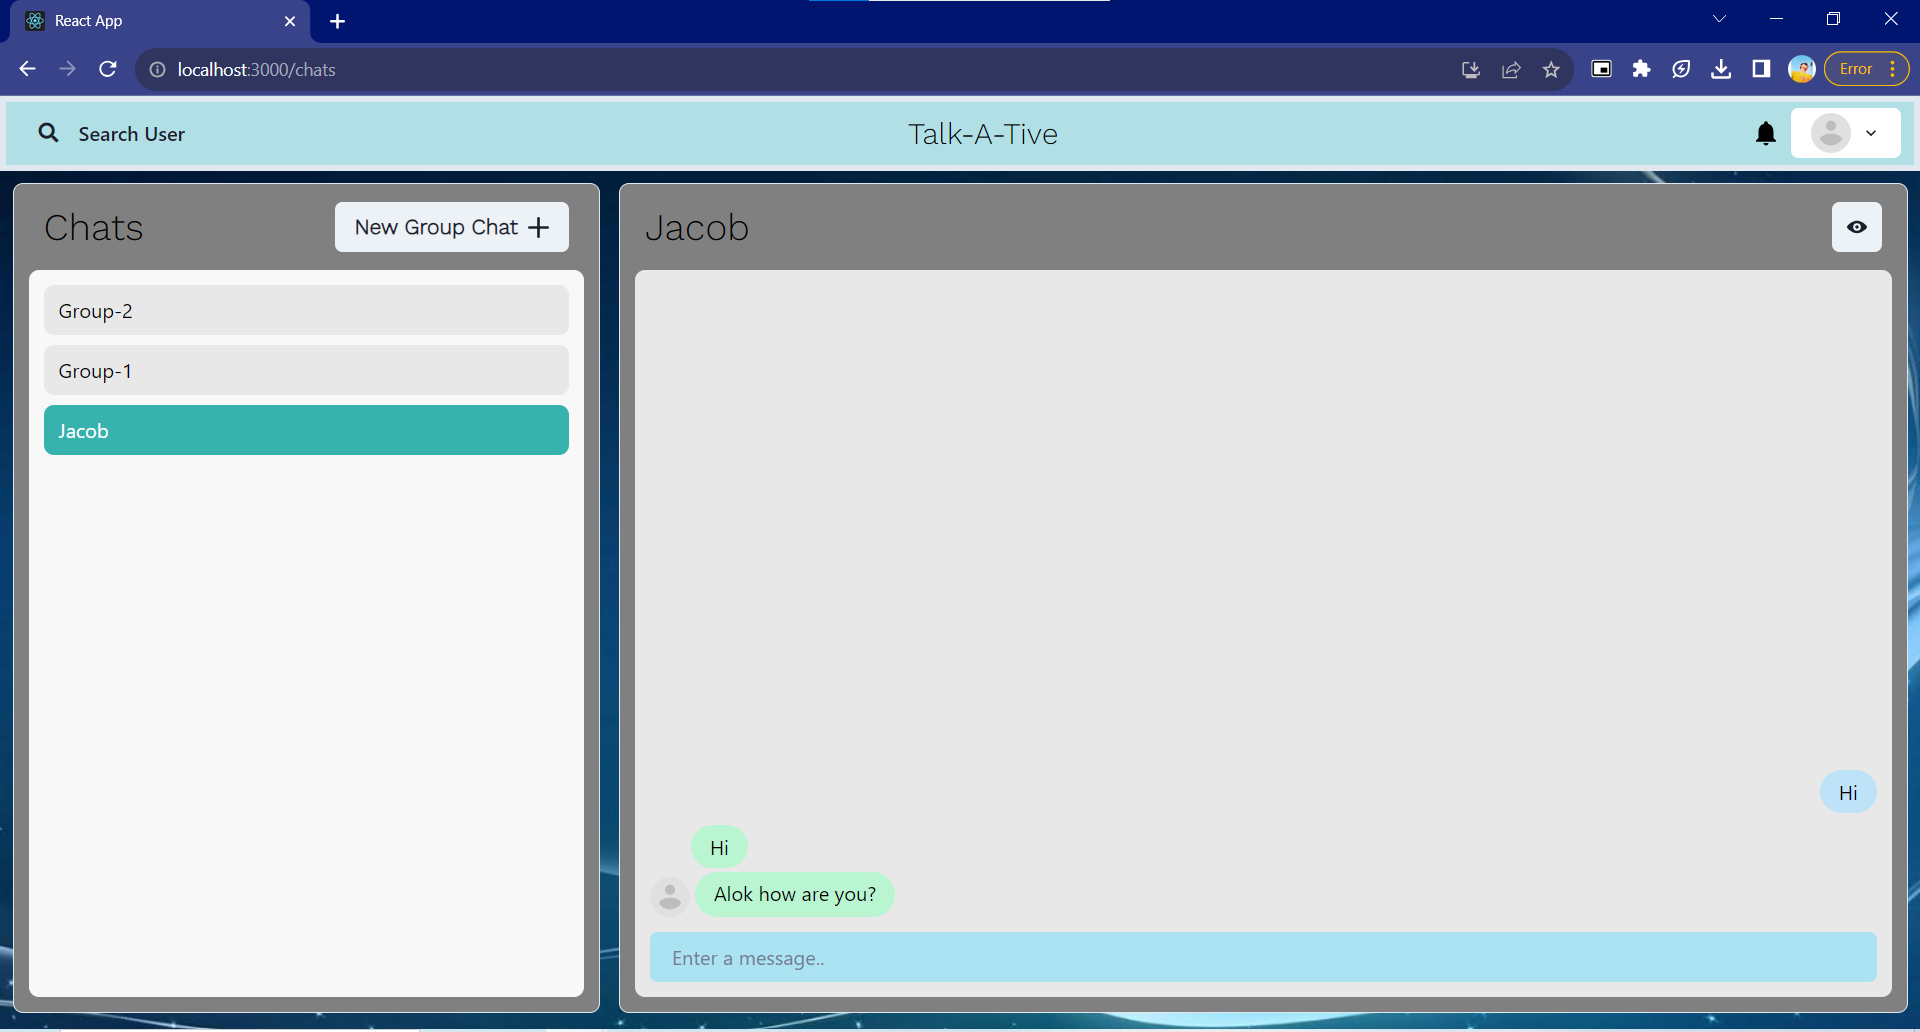 React App
localhost:3000/chats
Error
Search User
Talk-A-Tive
Chats
New Group Chat
Jacob
Group-2
Group-1
Jacob
Hi
Hi
Alok how are you?
Enter a message..